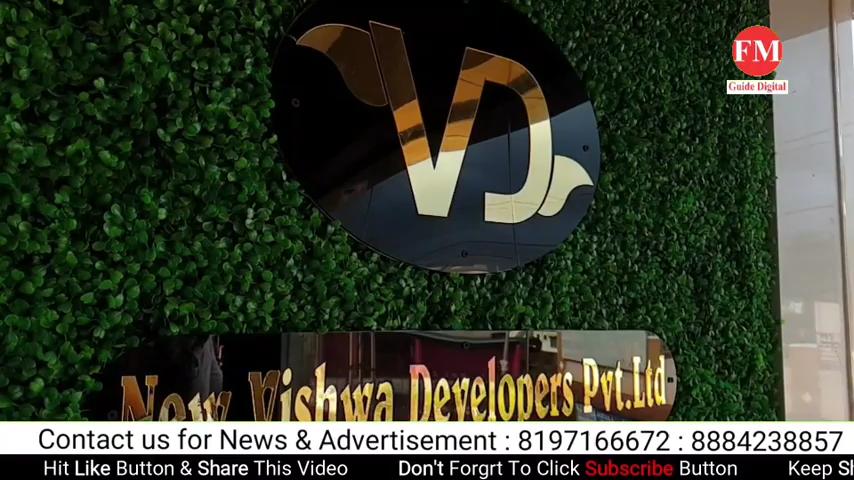 VD
FM
Guide Digital
New Vishwa Developers Pvt.Ltd
Contact us for News & Advertisement : 8197166672 : 8884238857
Hit Like Button & Share This Video Don't Forgrt To Click Subscribe Button Keep